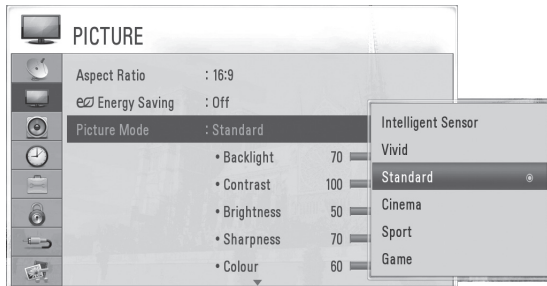 PICTURE
Aspect Ratio : 16:9
Energy Saving : Off
Picture Mode : Standard
• Backlight 70
• Contrast 100
• Brightness 50
• Sharpness 70
• Colour 60
Intelligent Sensor
Vivid
Standard
Cinema
Sport
Game